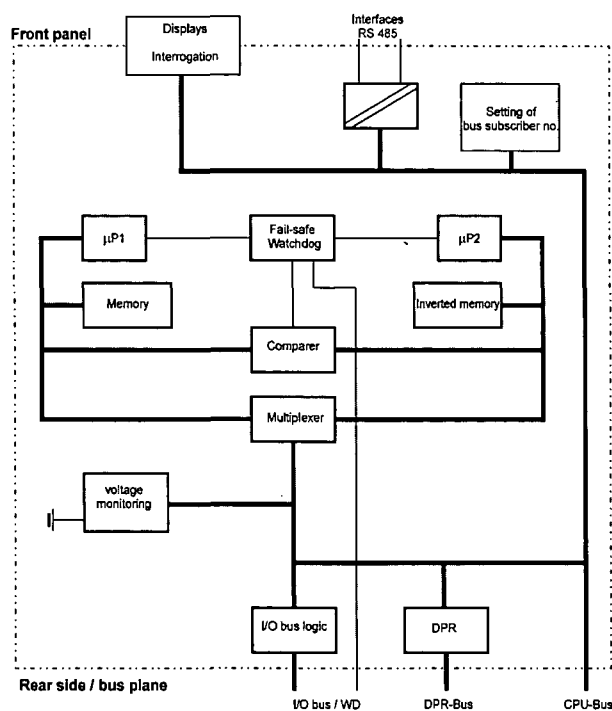 Displays
Interrogation
Interfaces
RS 485
Front panel
Setting of
bus subscriber no.
µP1
Fail-safe
Watchdog
µP2
Memory
Inverted memory
Comparer
Multiplexer
voltage
monitoring
I/O bus logic
DPR
Rear side / bus plane
I/O bus / WD
DPR-Bus
CPU-Bus